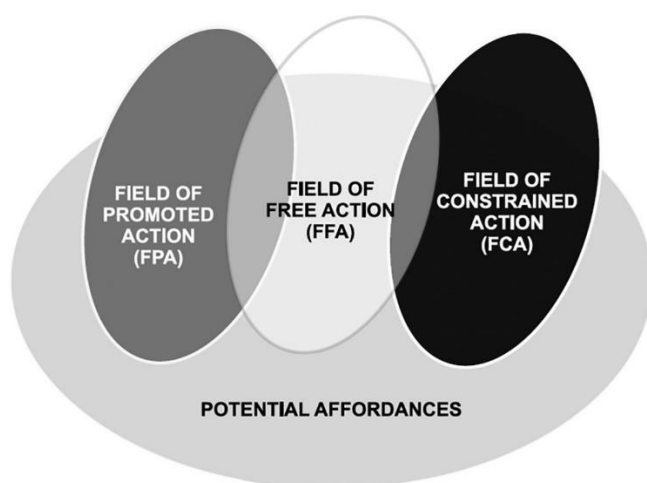 FIELD OF
PROMOTED
ACTION
(FPA)
FIELD OF
FREE ACTION
(FFA)
FIELD OF
CONSTRAINED
ACTION
(FCA)
POTENTIAL AFFORDANCES